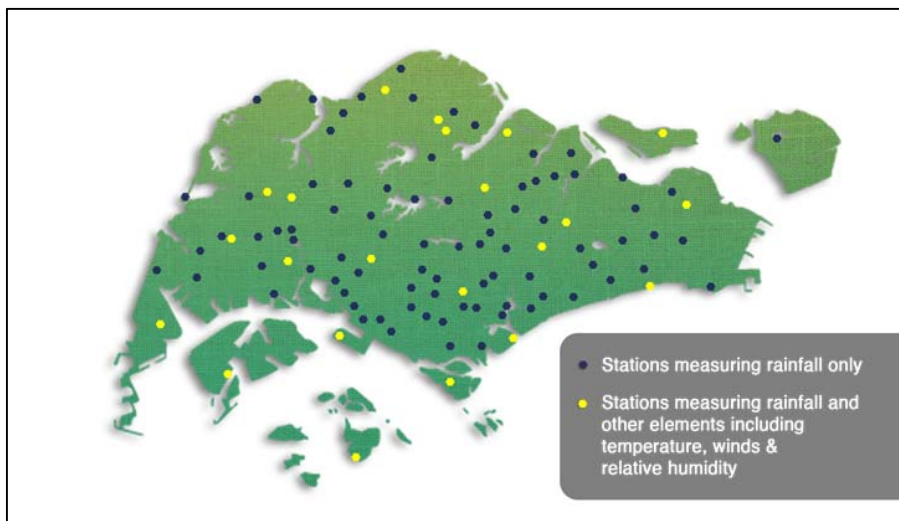 Stations measuring rainfall only
Stations measuring rainfall and
other elements including
temperature, winds &
relative humidity